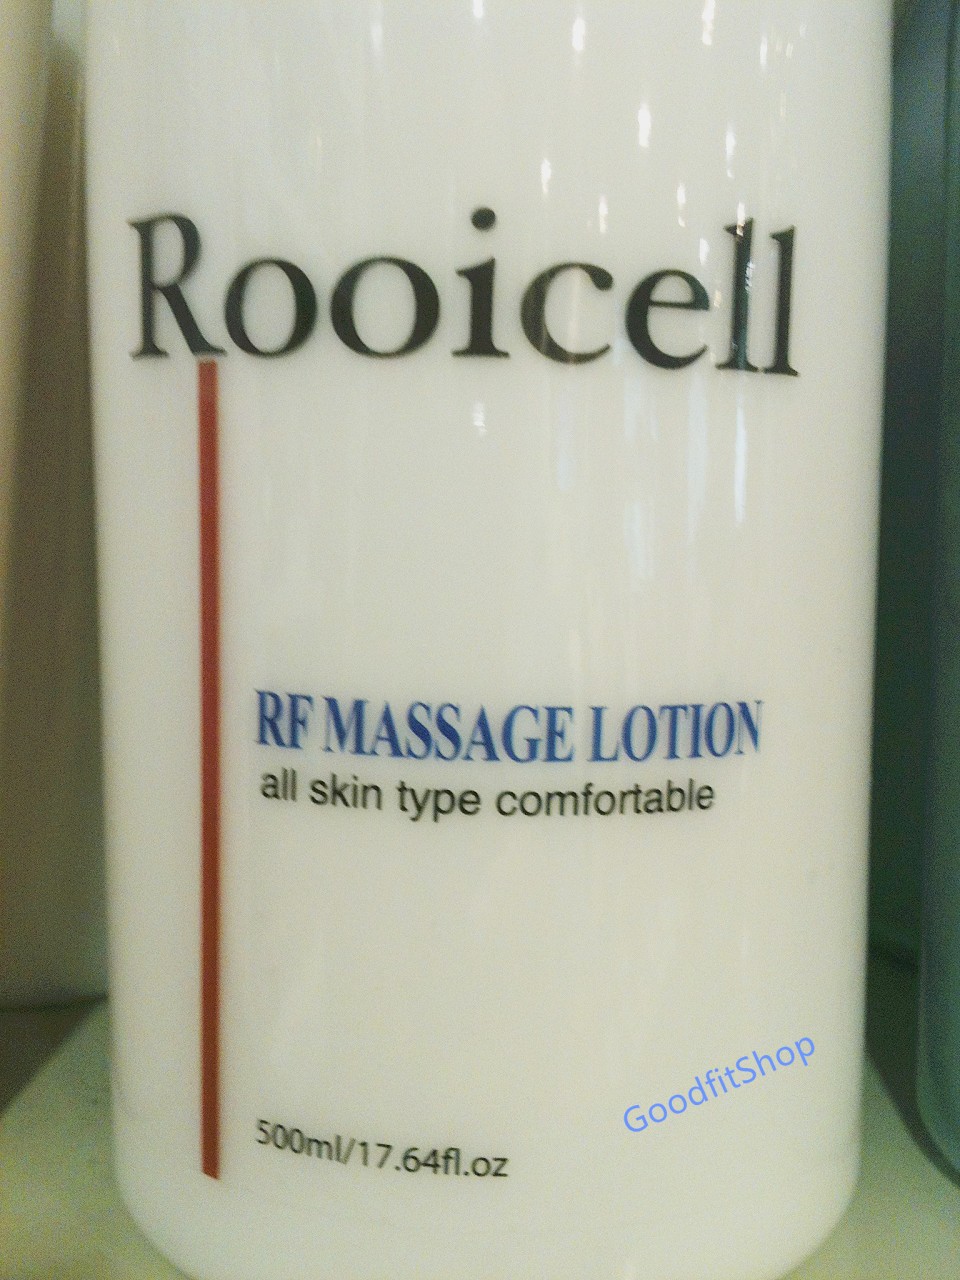 Rooicell
RF MASSAGE LOTION
all skin type comfortable
GoodfitShop
500ml/17.64fl.oz